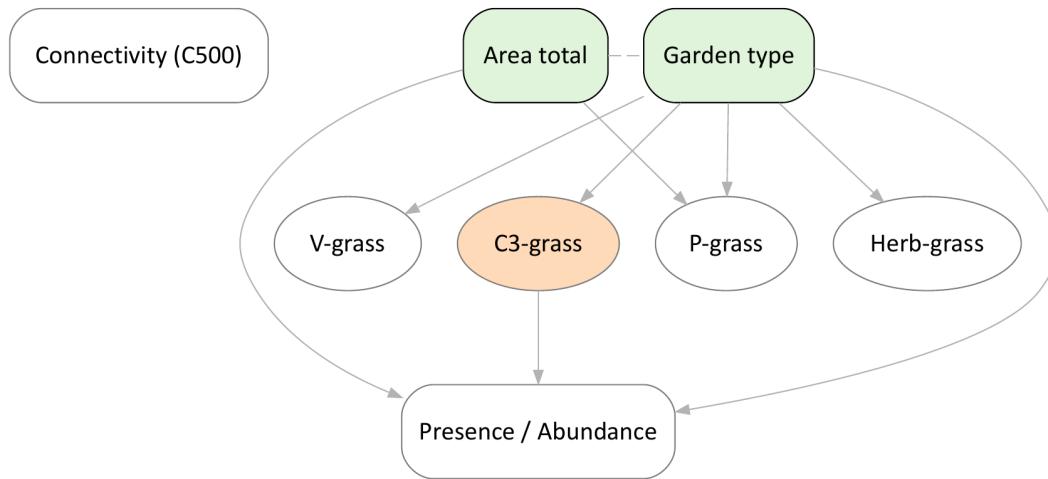 Connectivity (C500)
Area total
Garden type
V-grass
C3-grass
P-grass
Herb-grass
Presence / Abundance